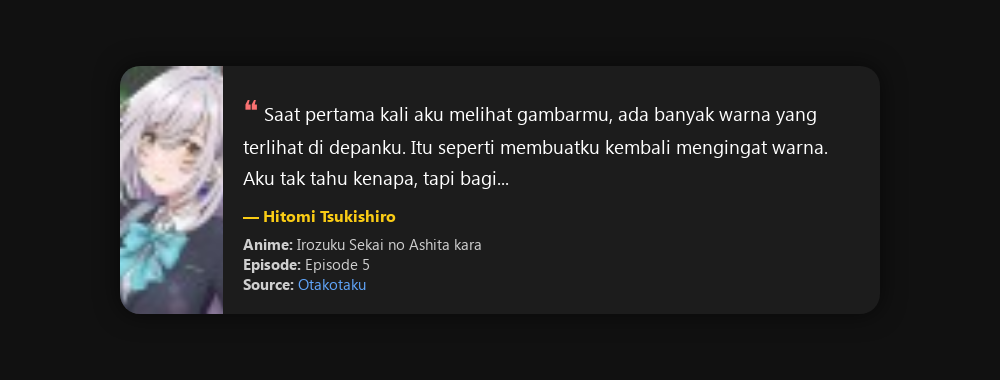 ❝ Saat pertama kali aku melihat gambarmu, ada banyak warna yang
terlihat di depanku. Itu seperti membuatku kembali mengingat warna.
Aku tak tahu kenapa, tapi bagi...
— Hitomi Tsukishiro
Anime: Irozuku Sekai no Ashita kara
Episode: Episode 5
Source: Otakotaku